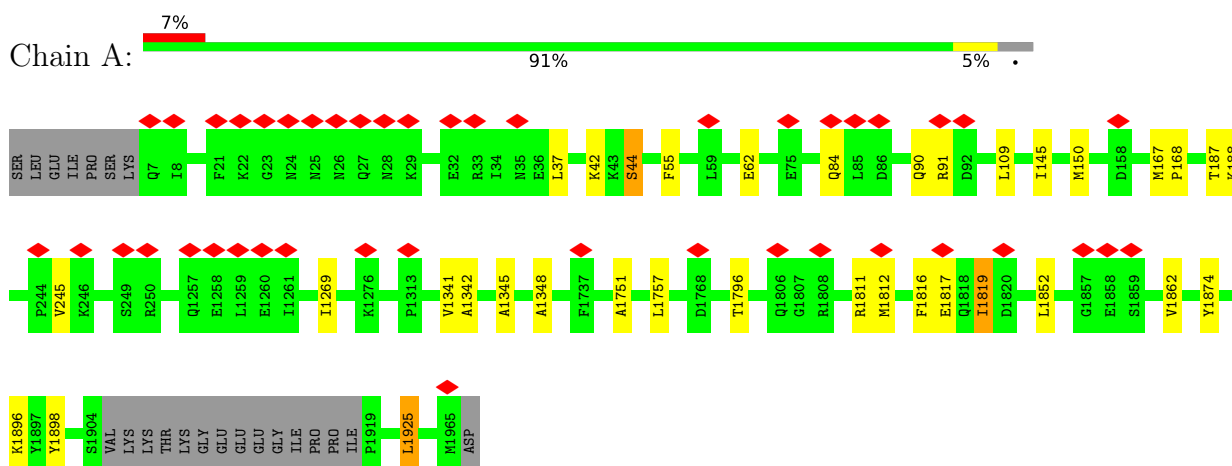 7%
Chain A:
91% 5% •
SER LEU GLU ILE PRO SER LYS Q7 I8 F21 K22 G23 N24 N25 N26 Q27 N28 K29 E32 R33 I34 N35 E36 L37 K42 K43 S44 F55 L59 E62 E75 Q84 L85 D86 Q90 R91 D92 L109 I145 M150 D158 M167 P168 T187 K188
P244 V245 K246 S249 R250 Q1257 E1258 L1259 E1260 I1261 I1269 K1276 P1313 V1341 A1342 A1345 A1348 F1737 A1751 L1757 D1768 T1796 Q1806 G1807 R1808 R1811 M1812 F1816 E1817 Q1818 I1819 D1820 L1852 G1857 E1858 S1859 V1862 Y1874
K1896 Y1897 Y1898 S1904 VAL LYS LYS THR LYS GLY GLU GLU GLU GLY ILE PRO PRO ILE P1919 L1925 M1965 ASP